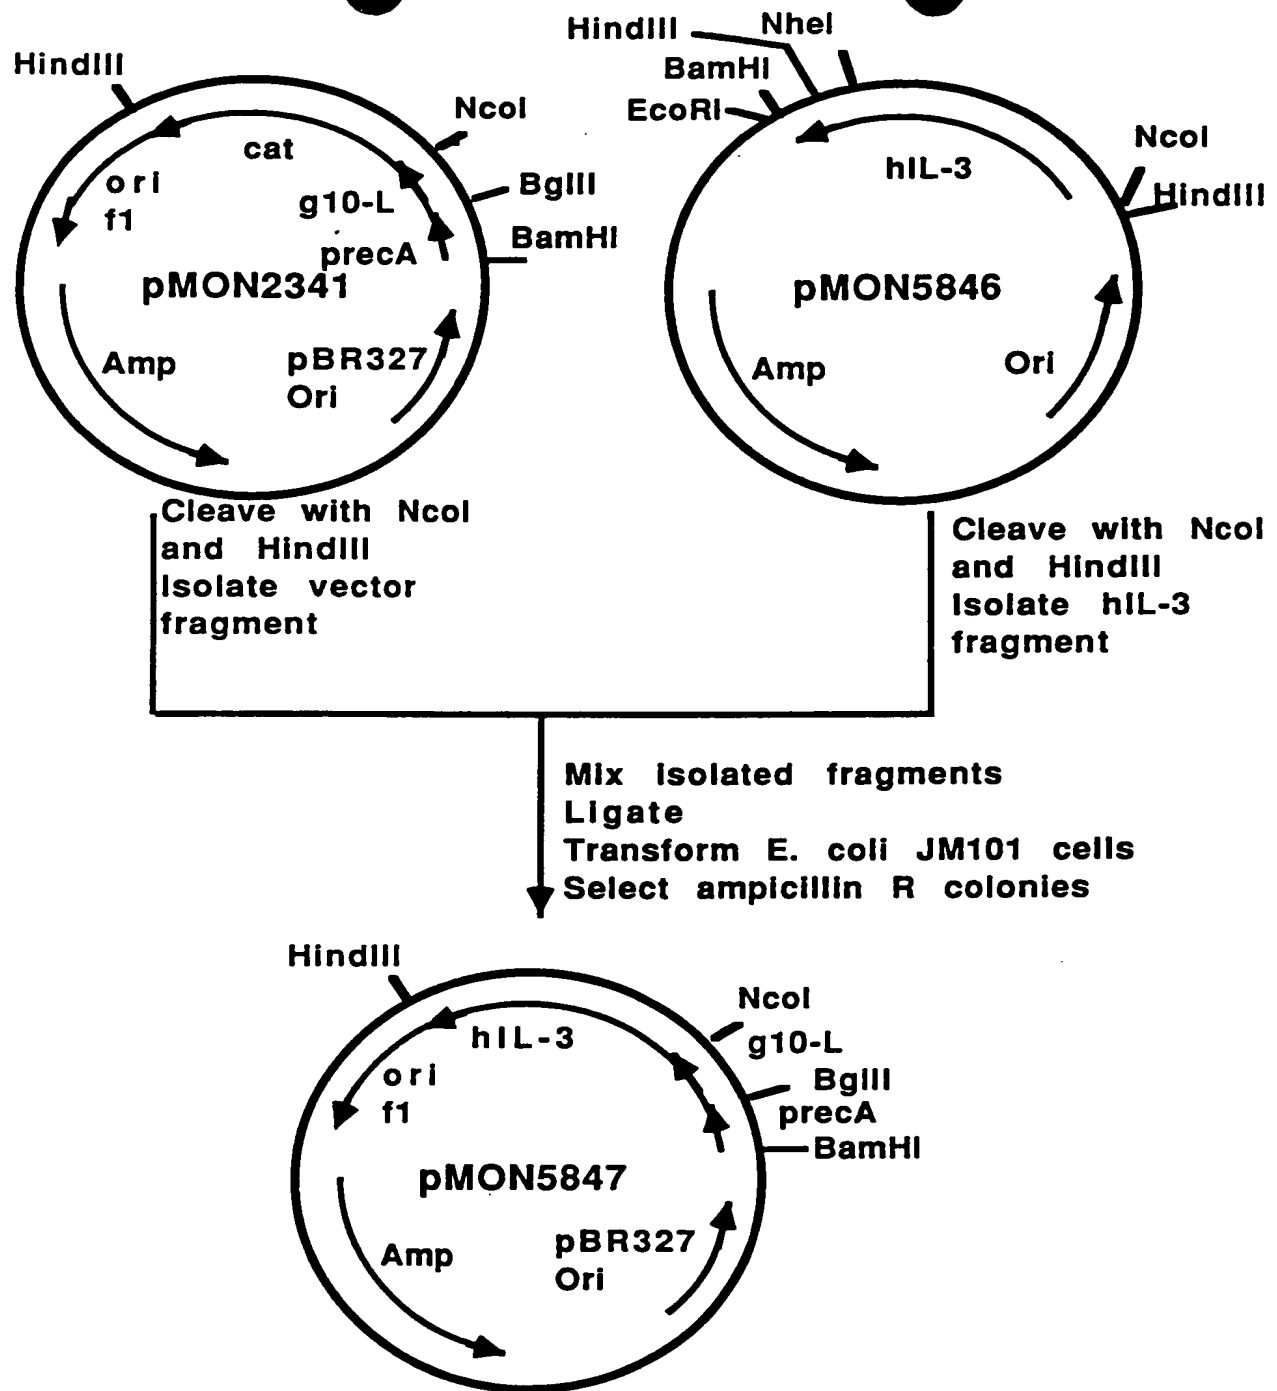 HindIII
NcoI
cat
ori
f1
g10-L
BglII
precA
BamHI
pMON2341
Amp
pBR327
Ori
HindIII
NheI
BamHI
EcoRI
NcoI
hIL-3
HindIII
pMON5846
Amp
Ori
Cleave with NcoI
and HindIII
Isolate vector
fragment
Cleave with NcoI
and HindIII
Isolate hIL-3
fragment
Mix isolated fragments
Ligate
Transform E. coli JM101 cells
Select ampicillin R colonies
HindIII
NcoI
hIL-3
g10-L
ori
f1
BglII
precA
BamHI
pMON5847
Amp
pBR327
Ori